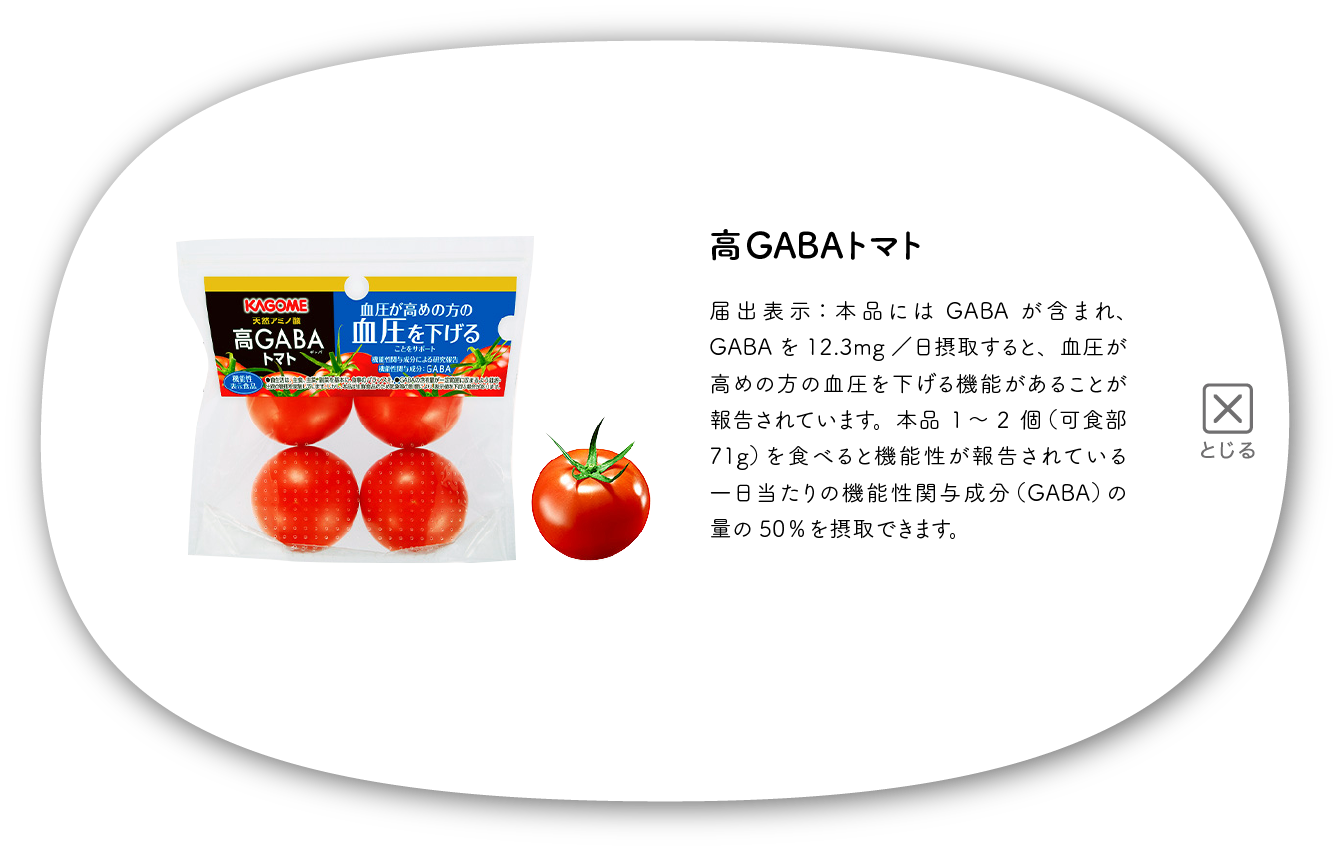 高GABAトマト
届出表示：本品には GABA が含まれ、
GABA を 12.3mg ／日摂取すると、血圧が
高めの方の血圧を下げる機能があることが
報告されています。本品 1 〜 2 個（可食部
71g）を食べると機能性が報告されている
一日当たりの機能性関与成分（GABA）の
量の 50％を摂取できます。
とじる
KAGOME
天然アミノ酸
高GABA
ギャバ
トマト
機能性
表示食品
血圧が高めの方の
血圧を下げる
ことをサポート
機能性関与成分による研究報告
機能性関与成分：GABA